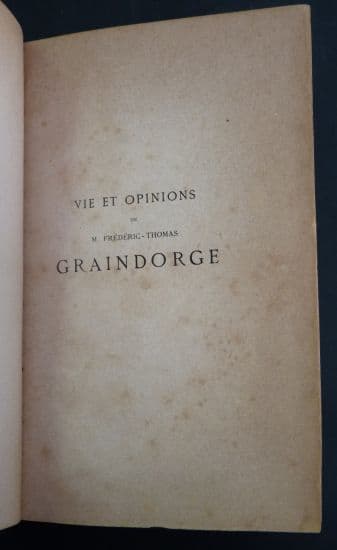 VIE ET OPINIONS
DE
M. FRÉDÉRIC-THOMAS
GRAINDORGE